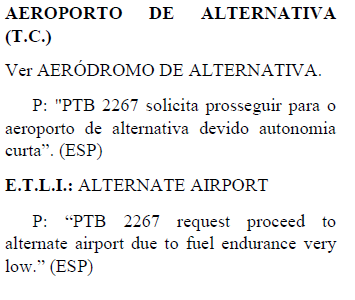 AEROPORTO DE ALTERNATIVA
(T.C.)
Ver AERÓDROMO DE ALTERNATIVA.
P: "PTB 2267 solicita prosseguir para o
aeroporto de alternativa devido autonomia
curta”. (ESP)
E.T.L.I.: ALTERNATE AIRPORT
P: “PTB 2267 request proceed to
alternate airport due to fuel endurance very
low.” (ESP)